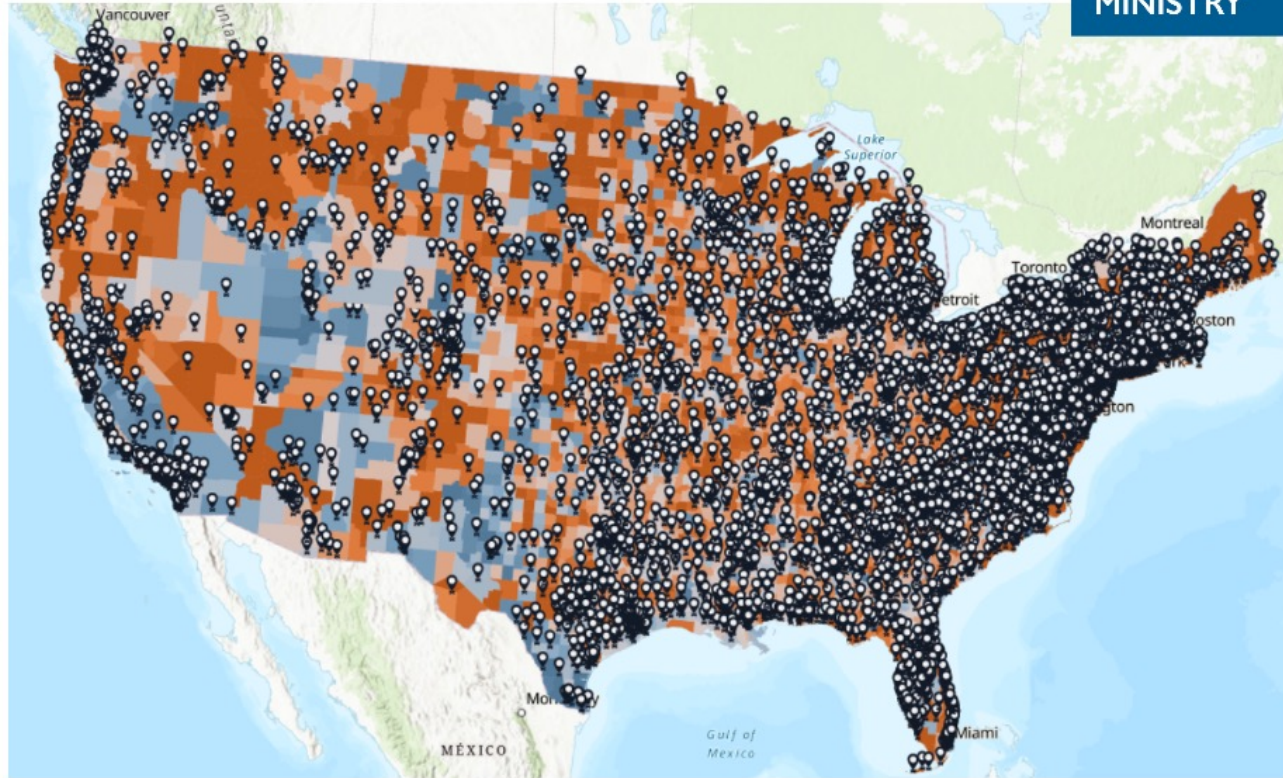 MINISTRY
Vancouver
Lake
Superior
Montreal
Toronto
etroit
oston
gton
Miami
Gulf of
Mexico
MÉXICO